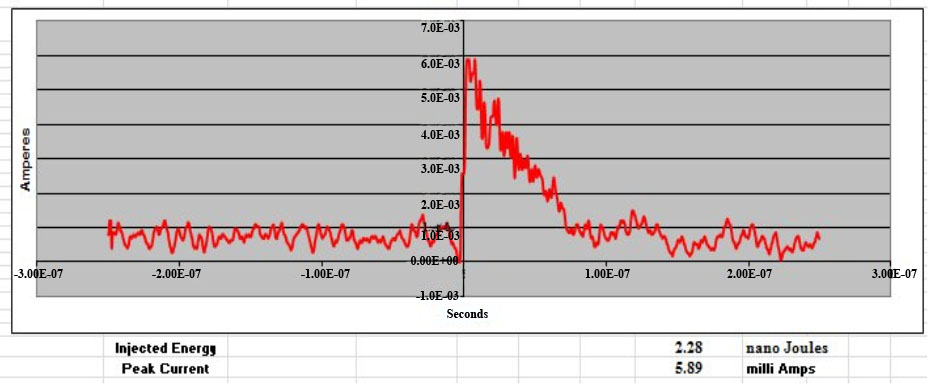 7.0E-03
6.0E-03
5.0E-03
4.0E-03
3.0E-03
2.0E-03
1.0E-03
0.00E+00
-1.0E-03
Amperes
-3.00E-07 -2.00E-07 -1.00E-07 1.00E-07 2.00E-07 3.00E-07
Seconds
Injected Energy 2.28 nano Joules
Peak Current 5.89 milli Amps